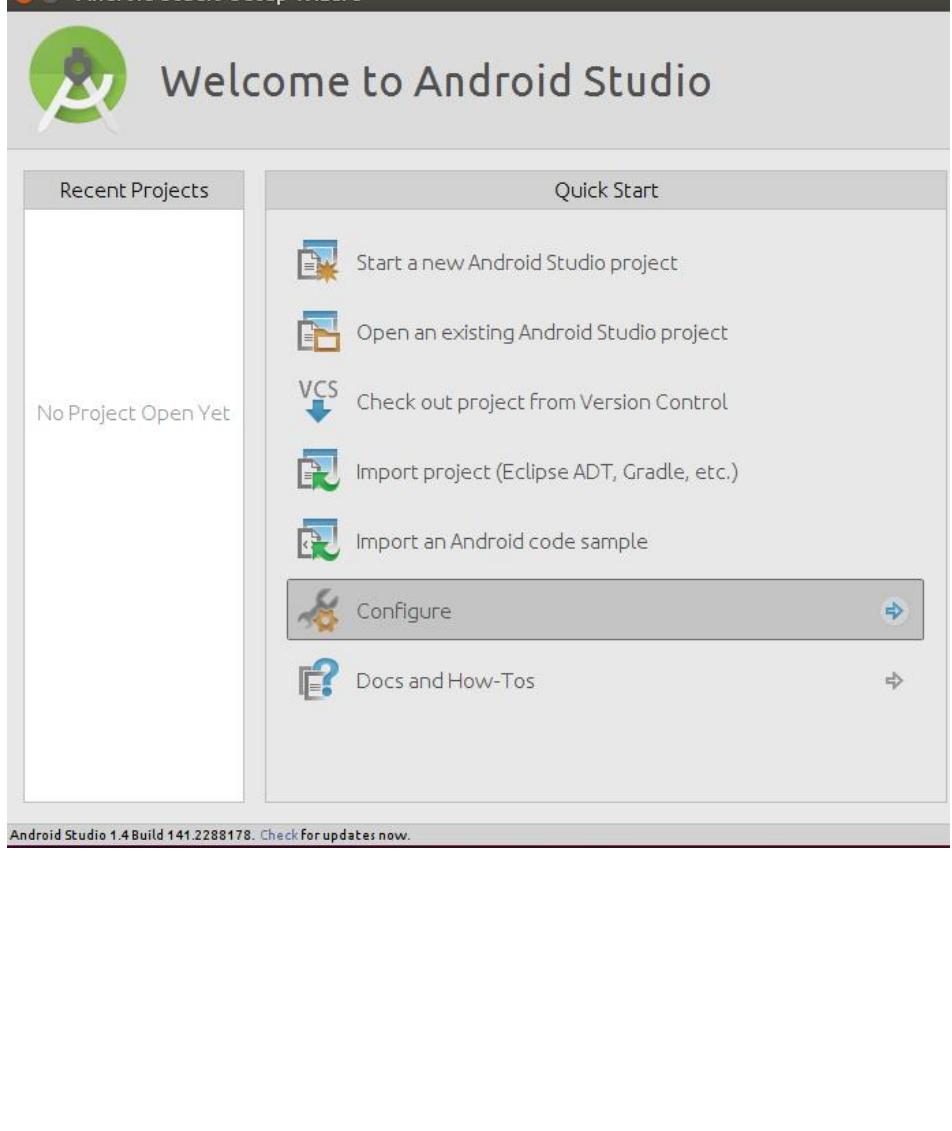 Welcome to Android Studio
Recent Projects
No Project Open Yet
Quick Start
Start a new Android Studio project
Open an existing Android Studio project
VCS
Check out project from Version Control
Import project (Eclipse ADT, Gradle, etc.)
Import an Android code sample
Configure
Docs and How-Tos
Android Studio 1.4 Build 141.2288178. Check for updates now.